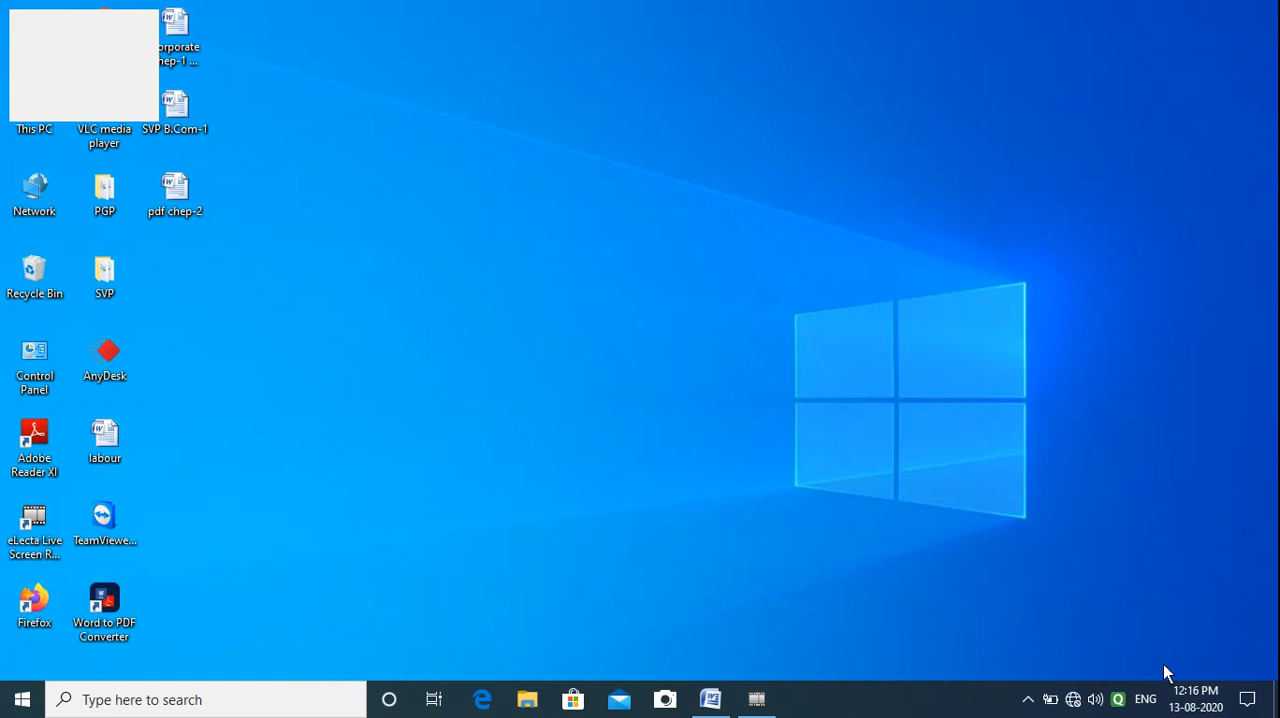 orporate
hep-1 ...
This PC
VLC media
player
SVP B.Com-1
Network
PGP
pdf chep-2
Recycle Bin
SVP
Control
Panel
AnyDesk
Adobe
Reader XI
labour
eLecta Live
Screen R...
TeamViewe...
Firefox
Word to PDF
Converter
Type here to search
ENG
12:16 PM
13-08-2020